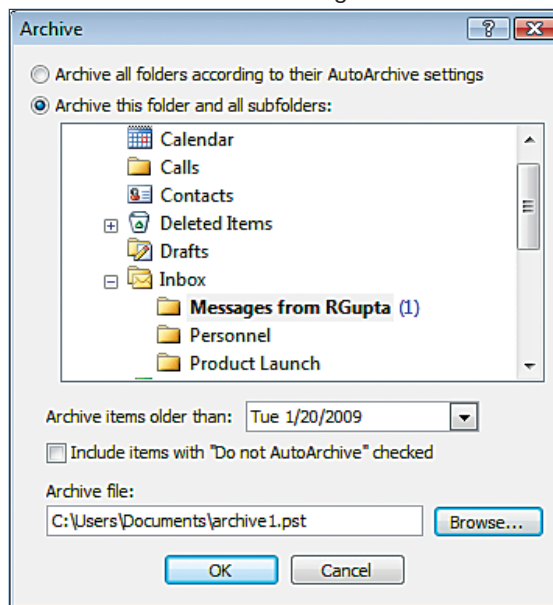 Archive
Archive all folders according to their AutoArchive settings
Archive this folder and all subfolders:
Calendar
Calls
Contacts
Deleted Items
Drafts
Inbox
Messages from RGupta (1)
Personnel
Product Launch
Archive items older than: Tue 1/20/2009
Include items with "Do not AutoArchive" checked
Archive file:
C:\Users\Documents\archive1.pst Browse...
OK Cancel